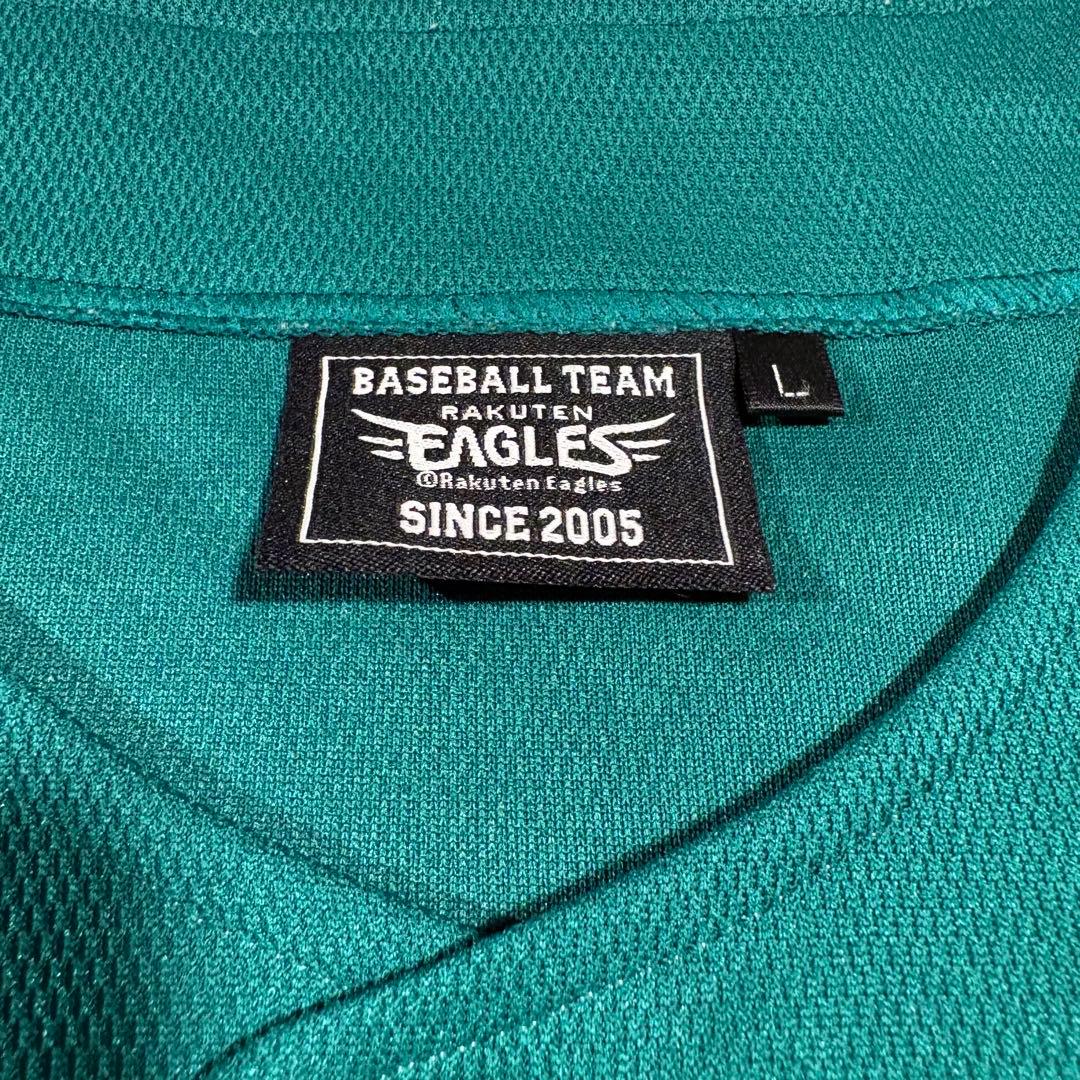 BASEBALL TEAM
RAKUTEN
EAGLES
©Rakuten Eagles
SINCE 2005
L